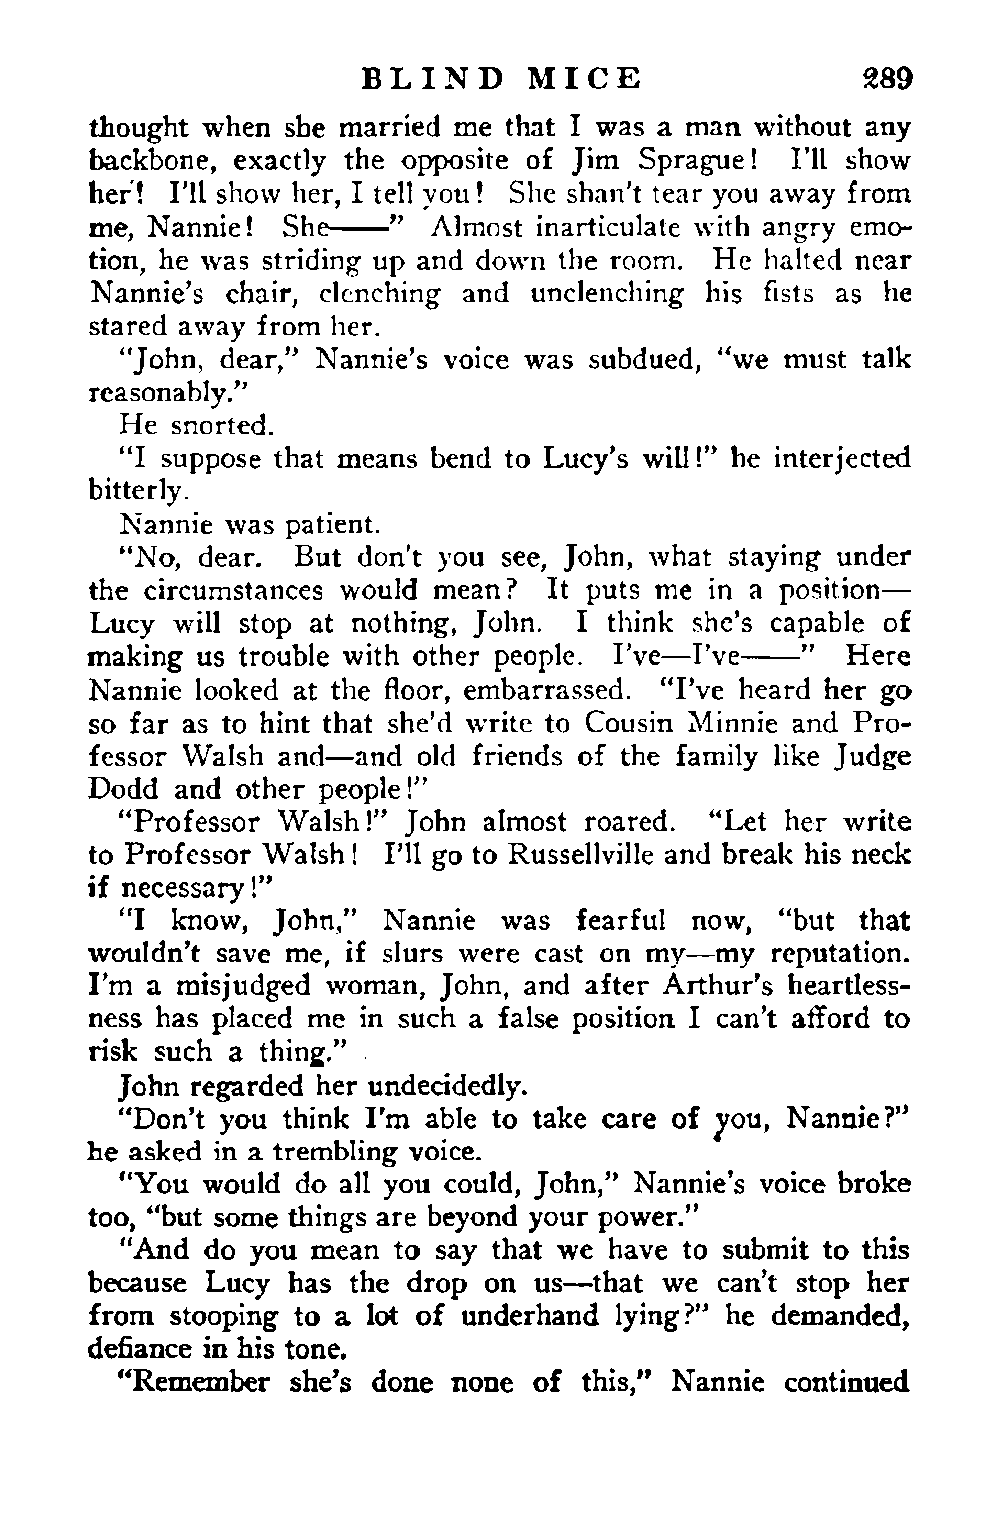 BLIND MICE 289
thought when she married me that I was a man without any
backbone, exactly the opposite of Jim Sprague! I'll show
her! I'll show her, I tell you! She shan't tear you away from
me, Nannie! She——" Almost inarticulate with angry emo-
tion, he was striding up and down the room. He halted near
Nannie's chair, clenching and unclenching his fists as he
stared away from her.
"John, dear," Nannie's voice was subdued, "we must talk
reasonably."
He snorted.
"I suppose that means bend to Lucy's will!" he interjected
bitterly.
Nannie was patient.
"No, dear. But don't you see, John, what staying under
the circumstances would mean? It puts me in a position—
Lucy will stop at nothing, John. I think she's capable of
making us trouble with other people. I've—I've——" Here
Nannie looked at the floor, embarrassed. "I've heard her go
so far as to hint that she'd write to Cousin Minnie and Pro-
fessor Walsh and—and old friends of the family like Judge
Dodd and other people!"
"Professor Walsh!" John almost roared. "Let her write
to Professor Walsh! I'll go to Russellville and break his neck
if necessary!"
"I know, John," Nannie was fearful now, "but that
wouldn't save me, if slurs were cast on my—my reputation.
I'm a misjudged woman, John, and after Arthur's heartless-
ness has placed me in such a false position I can't afford to
risk such a thing."
John regarded her undecidedly.
"Don't you think I'm able to take care of you, Nannie?"
he asked in a trembling voice.
"You would do all you could, John," Nannie's voice broke
too, "but some things are beyond your power."
"And do you mean to say that we have to submit to this
because Lucy has the drop on us—that we can't stop her
from stooping to a lot of underhand lying?" he demanded,
defiance in his tone.
"Remember she's done none of this," Nannie continued